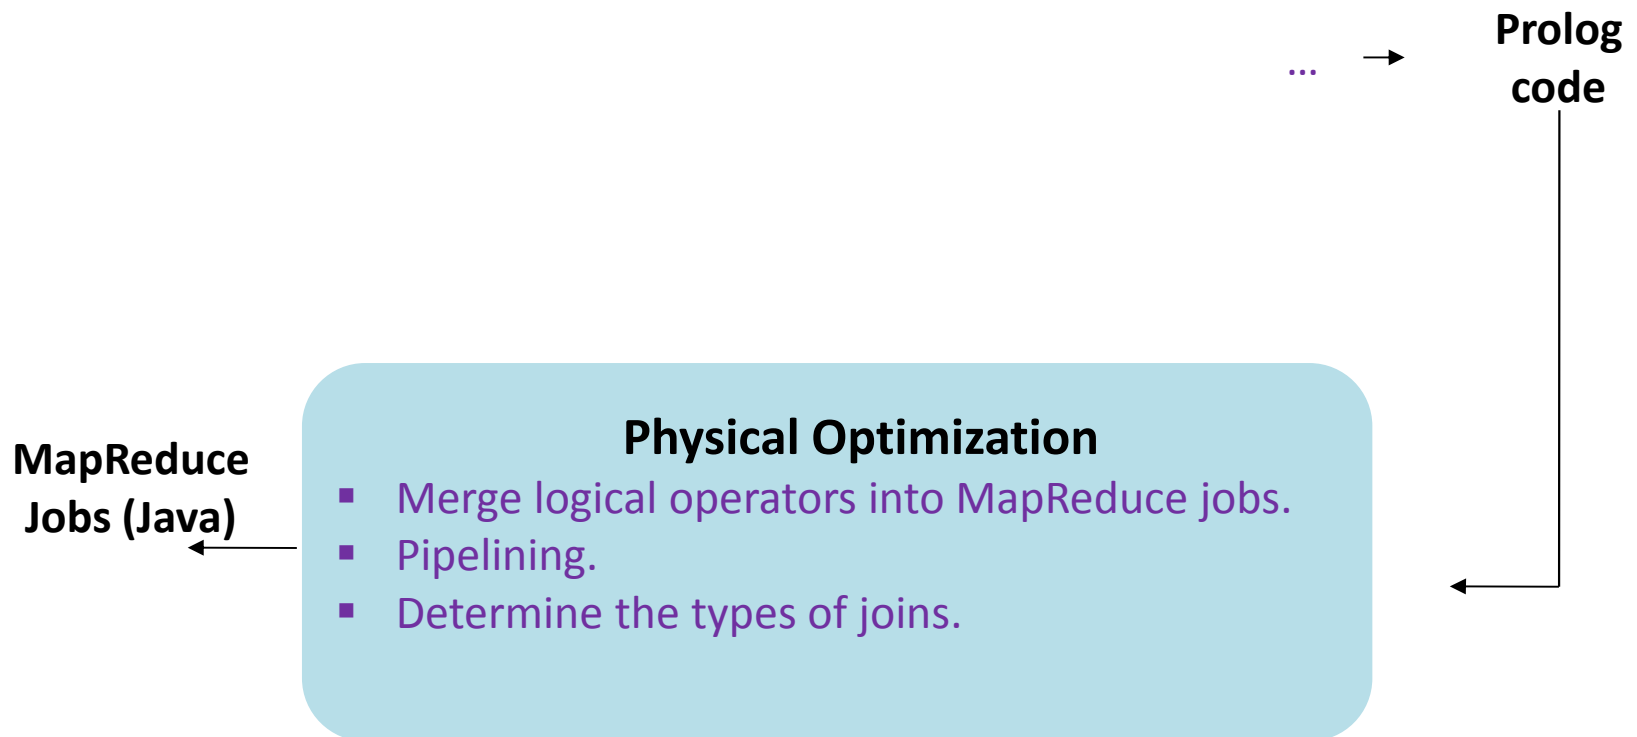 ...
Prolog
code
Physical Optimization
MapReduce
Jobs (Java)
▪ Merge logical operators into MapReduce jobs.
▪ Pipelining.
▪ Determine the types of joins.